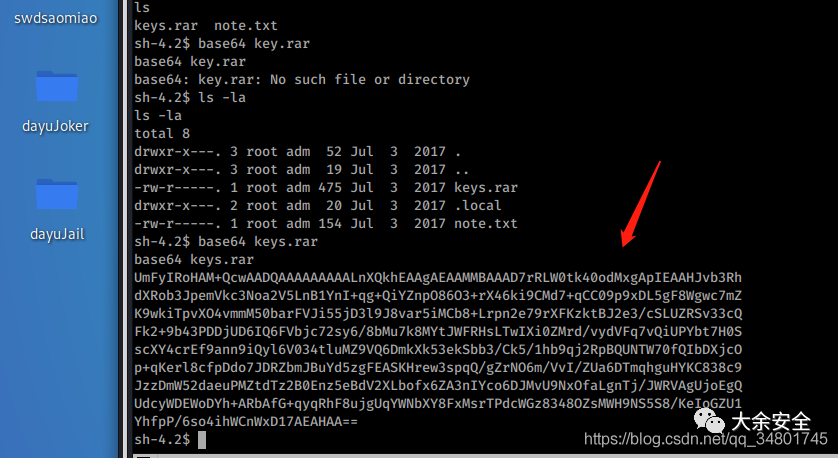 swdsaomiao
dayuJoker
dayuJail
ls
keys.rar  note.txt
sh-4.2$ base64 key.rar
base64 key.rar
base64: key.rar: No such file or directory
sh-4.2$ ls -la
ls -la
total 8
drwxr-x---. 3 root adm  52 Jul  3  2017 .
drwxr-x---. 3 root adm  19 Jul  3  2017 ..
-rw-r-----. 1 root adm 475 Jul  3  2017 keys.rar
drwxr-x---. 2 root adm  20 Jul  3  2017 .local
-rw-r-----. 1 root adm 154 Jul  3  2017 note.txt
sh-4.2$ base64 keys.rar
base64 keys.rar
UmFyIRoHAM+QcwAADQAAAAAAAAALnXQkhEAAgAEAAMMBAAAD7rRLW0tk40odMxgApIEAAHJvb3Rh
dXRob3JpemVkc3Noa2V5LnB1YnI+qg+QiYZnpO86O3+rX46ki9CMd7+qCC09p9xDL5gF8Wgwc7mZ
K9wkiTpvXO4vmmM50barFVJi55jD3l9J8var5iMCb8+Lrpn2e79rXFKzktBJ2e3/cSLUZRSv33cQ
Fk2+9b43PDDjUD6IQ6FVbjc72sy6/8bMu7k8MYtJWFRHsLTwIXi0ZMrd/vydVFq7vQiUPYbt7H0S
scXY4crEf9ann9iQyl6V034tluMZ9VQ6DmkXk53ekSbb3/Ck5/1hb9qj2RpBQUNTW70fQIbDXjcO
p+qKerl8cfpDdo7JDRZbmJBuYd5zgFEASKHrew3spqQ/gZrNO6m/VvI/ZUa6DTmqhguHYKC838c9
JzzDmW52daeuPMZtdTz2B0Enz5eBdV2XLbofx6ZA3nIYco6DJMvU9NxOfaLgnTj/JWRVAgUjoEgQ
UdcyWDEWoDYh+ARbAfG+qyqRhF8ujgUqYWNbXY8FxMsrTPdcWGz8348OZsMWH9NS5S8/KeIoGZU1
YhfpP/6so4ihWCnWxD17AEAHAA==
sh-4.2$
大余安全
https://blog.csdn.net/qq_34801745